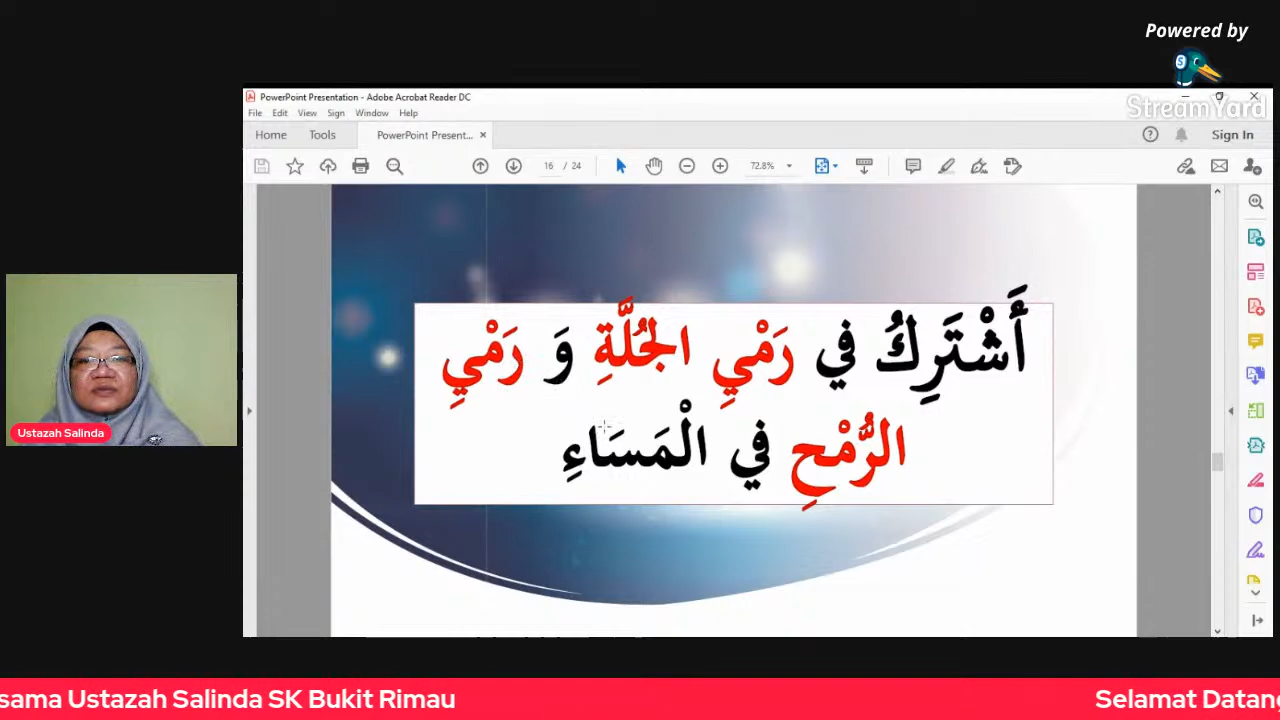 Powered by
StreamYard
PowerPoint Presentation - Adobe Acrobat Reader DC
File Edit View Sign Window Help
Home Tools PowerPoint Present... ×
Sign In
16 / 24 72.8%
أَشْتَرِكُ في رَمْيِ الجُلَّةِ وَ رَمْيِ
الرُّمْحِ في الْمَسَاءِ
Ustazah Salinda
sama Ustazah Salinda SK Bukit Rimau
Selamat Datang